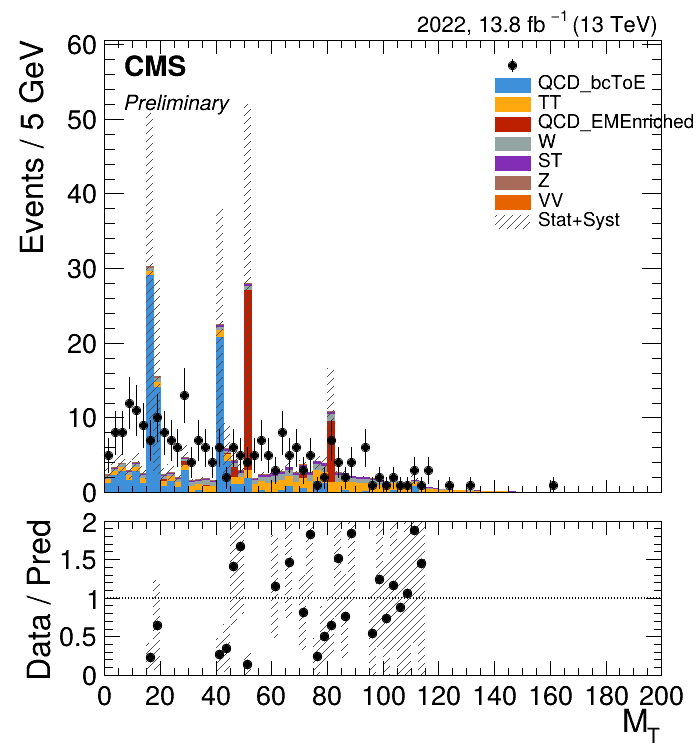 2022, 13.8 fb⁻¹ (13 TeV)
CMS
Preliminary
QCD_bcToE
TT
QCD_EMEnriched
W
ST
Z
VV
Stat+Syst
Events / 5 GeV
60
50
40
30
20
10
0
Data / Pred
2
1.5
1
0.5
0
0 20 40 60 80 100 120 140 160 180 200
M_T